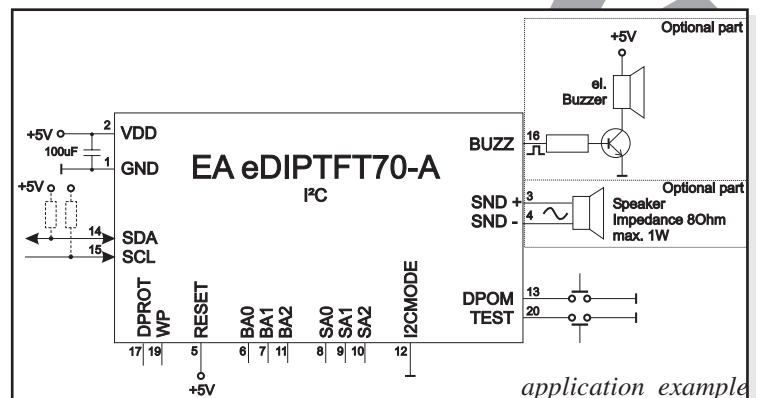 Optional part
+5V
el.
Buzzer
+5V
2
VDD
100uF
1
GND
EA eDIPTFT70-A
I²C
BUZZ
16
+5V
Optional part
SND +
3
SND -
4
Speaker
Impedance 8Ohm
max. 1W
14
SDA
15
SCL
DPOM
13
TEST
20
DPROT
WP
RESET
BA0
BA1
BA2
SA0
SA1
SA2
I2CMODE
17
19
5
6
7
11
8
9
10
12
+5V
application example